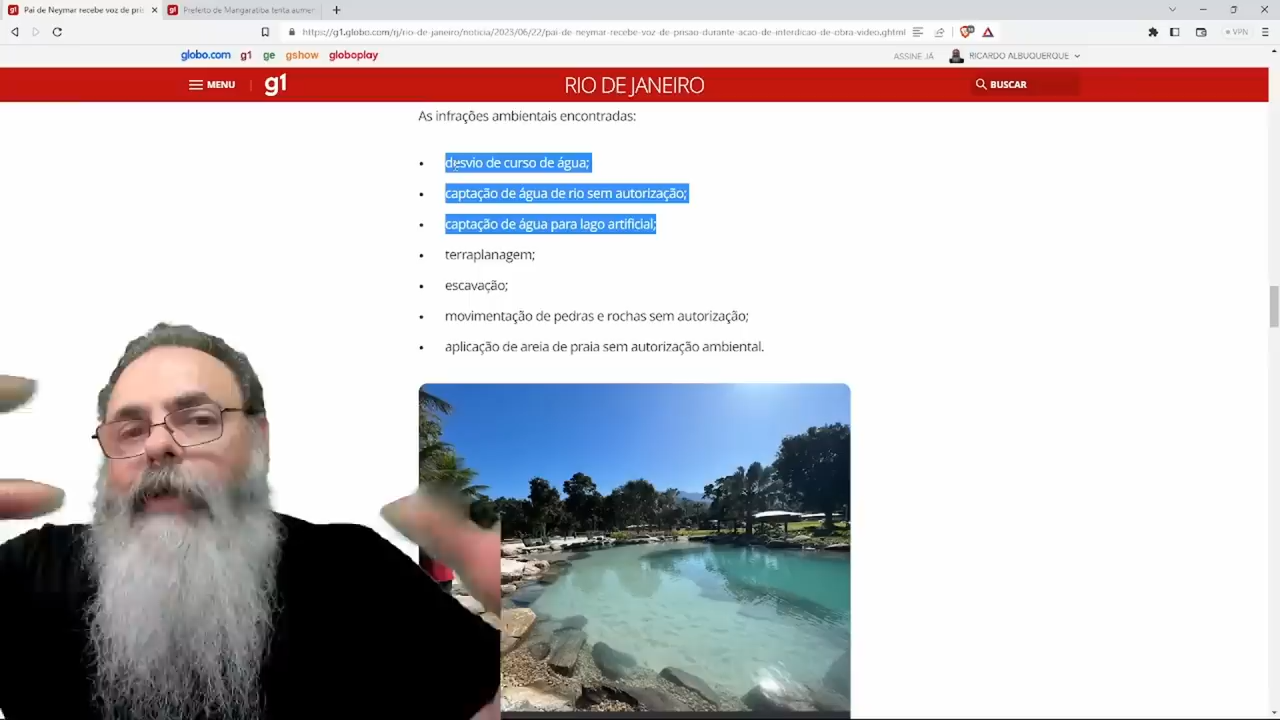 Pai de Neymar recebe voz de pris
Prefeito de Mangaratiba tenta aumen
https://g1.globo.com/rj/rio-de-janeiro/noticia/2023/06/22/pai-de-neymar-recebe-voz-de-prisao-durante-acao-de-interdicao-de-obra-video.ghtml
VPN
globo.com g1 ge gshow globoplay
ASSINE JÁ
RICARDO ALBUQUERQUE
MENU
g1
RIO DE JANEIRO
BUSCAR
As infrações ambientais encontradas:
• desvio de curso de água;
• captação de água de rio sem autorização;
• captação de água para lago artificial;
• terraplanagem;
• escavação;
• movimentação de pedras e rochas sem autorização;
• aplicação de areia de praia sem autorização ambiental.